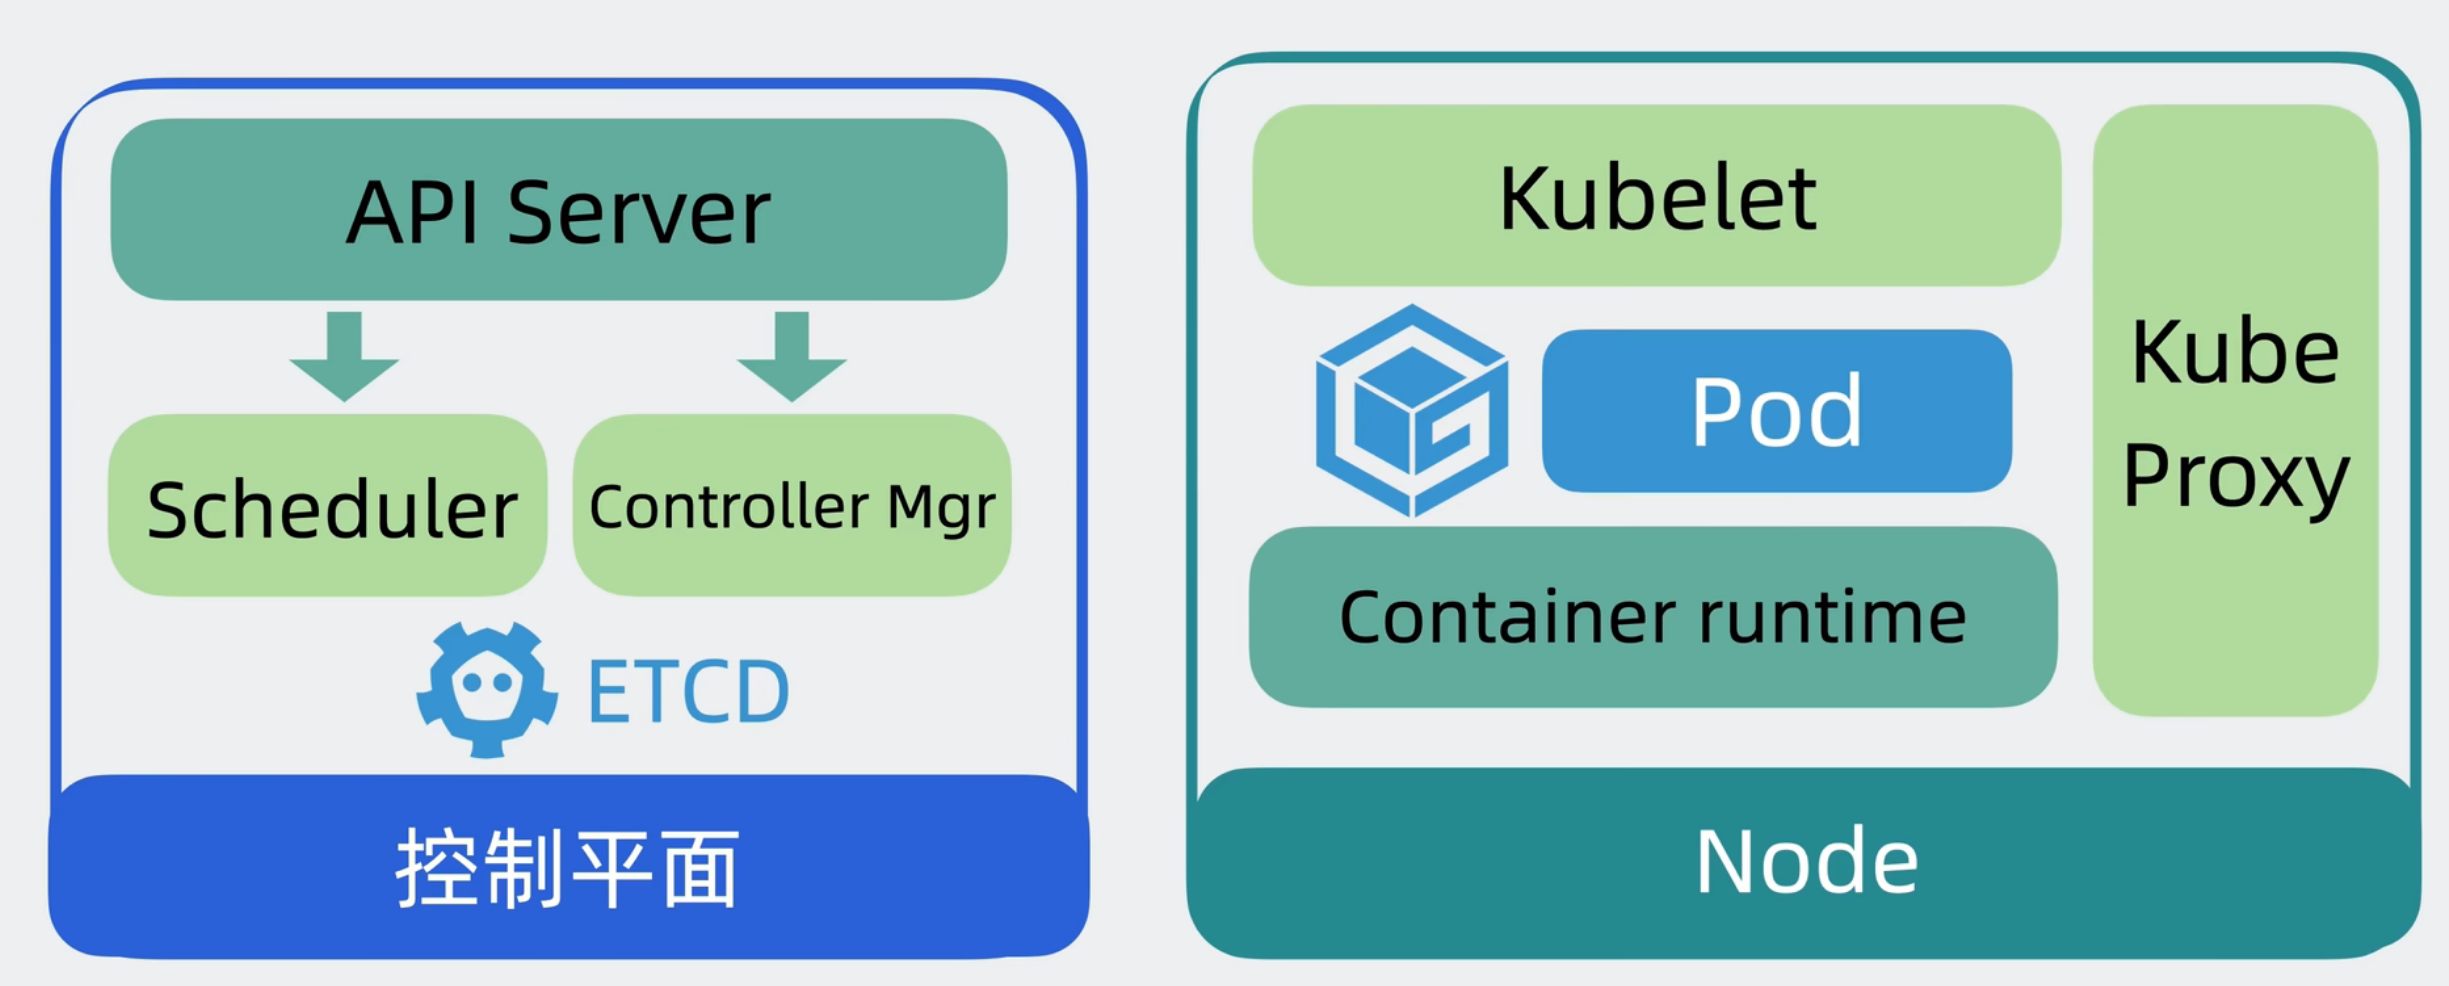 API Server
Scheduler
Controller Mgr
ETCD
控制平面
Kubelet
Pod
Container runtime
Kube
Proxy
Node